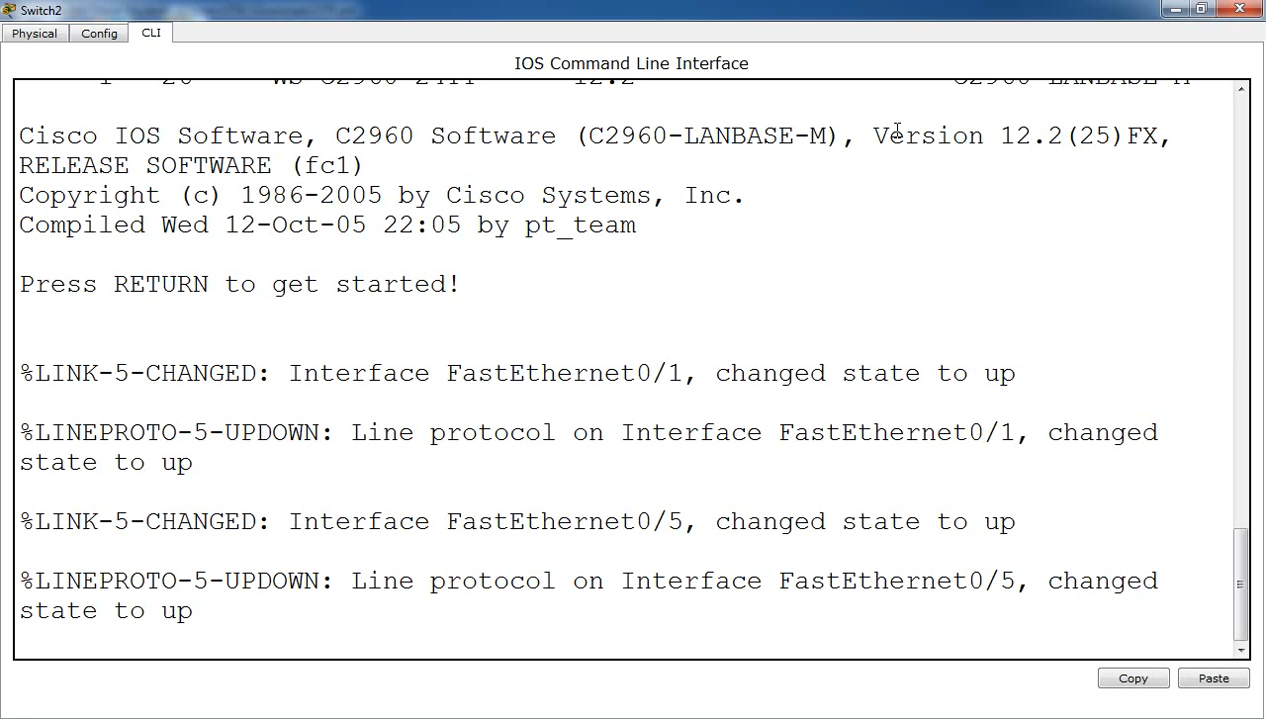 Switch2
Physical
Config
CLI
IOS Command Line Interface
Cisco IOS Software, C2960 Software (C2960-LANBASE-M), Version 12.2(25)FX,
RELEASE SOFTWARE (fc1)
Copyright (c) 1986-2005 by Cisco Systems, Inc.
Compiled Wed 12-Oct-05 22:05 by pt_team
Press RETURN to get started!
%LINK-5-CHANGED: Interface FastEthernet0/1, changed state to up
%LINEPROTO-5-UPDOWN: Line protocol on Interface FastEthernet0/1, changed
state to up
%LINK-5-CHANGED: Interface FastEthernet0/5, changed state to up
%LINEPROTO-5-UPDOWN: Line protocol on Interface FastEthernet0/5, changed
state to up
Copy
Paste